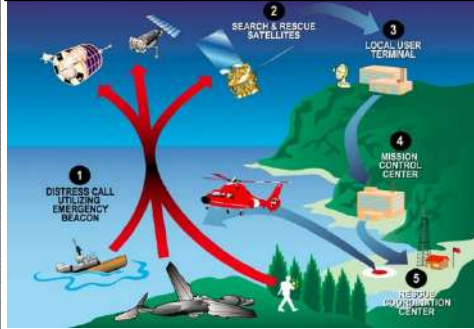 1
DISTRESS CALL
UTILIZING
EMERGENCY
BEACON
2
SEARCH & RESCUE
SATELLITES
3
LOCAL USER
TERMINAL
4
MISSION
CONTROL
CENTER
5
RESCUE
COORDINATION
CENTER